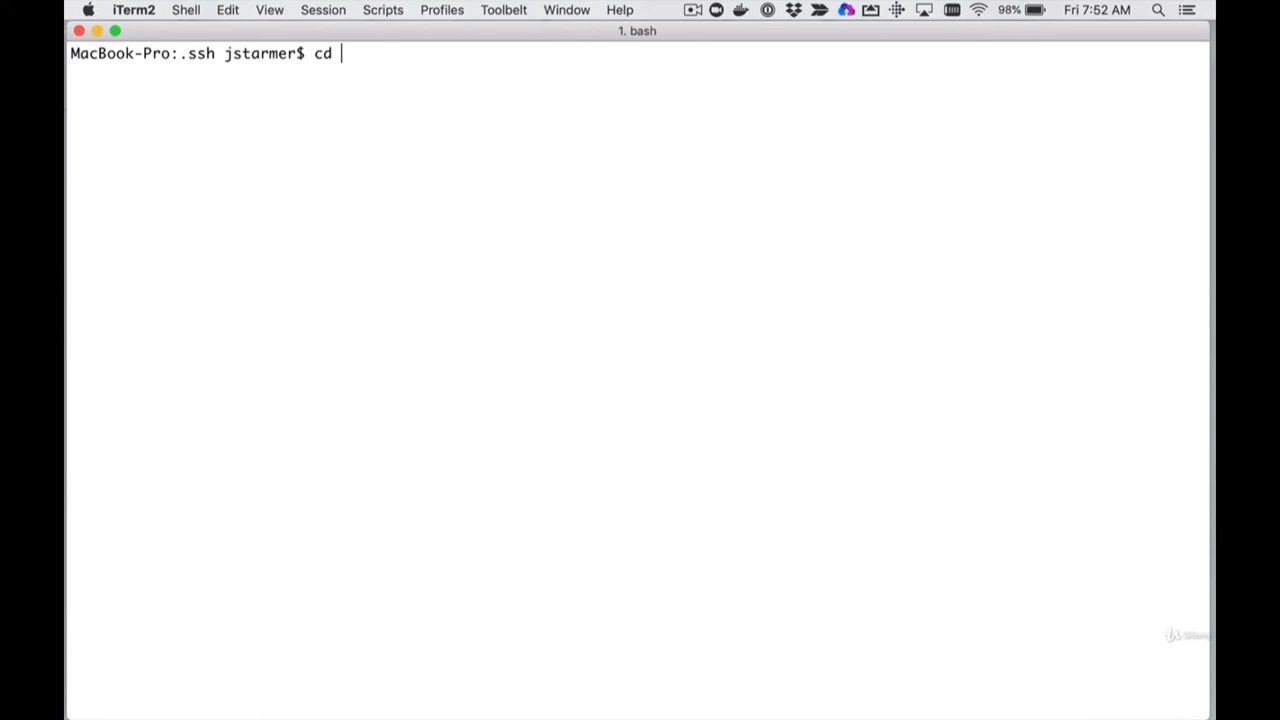 iTerm2 Shell Edit View Session Scripts Profiles Toolbelt Window Help 98% Fri 7:52 AM
1. bash
MacBook-Pro:.ssh jstarmer$ cd
Udemy